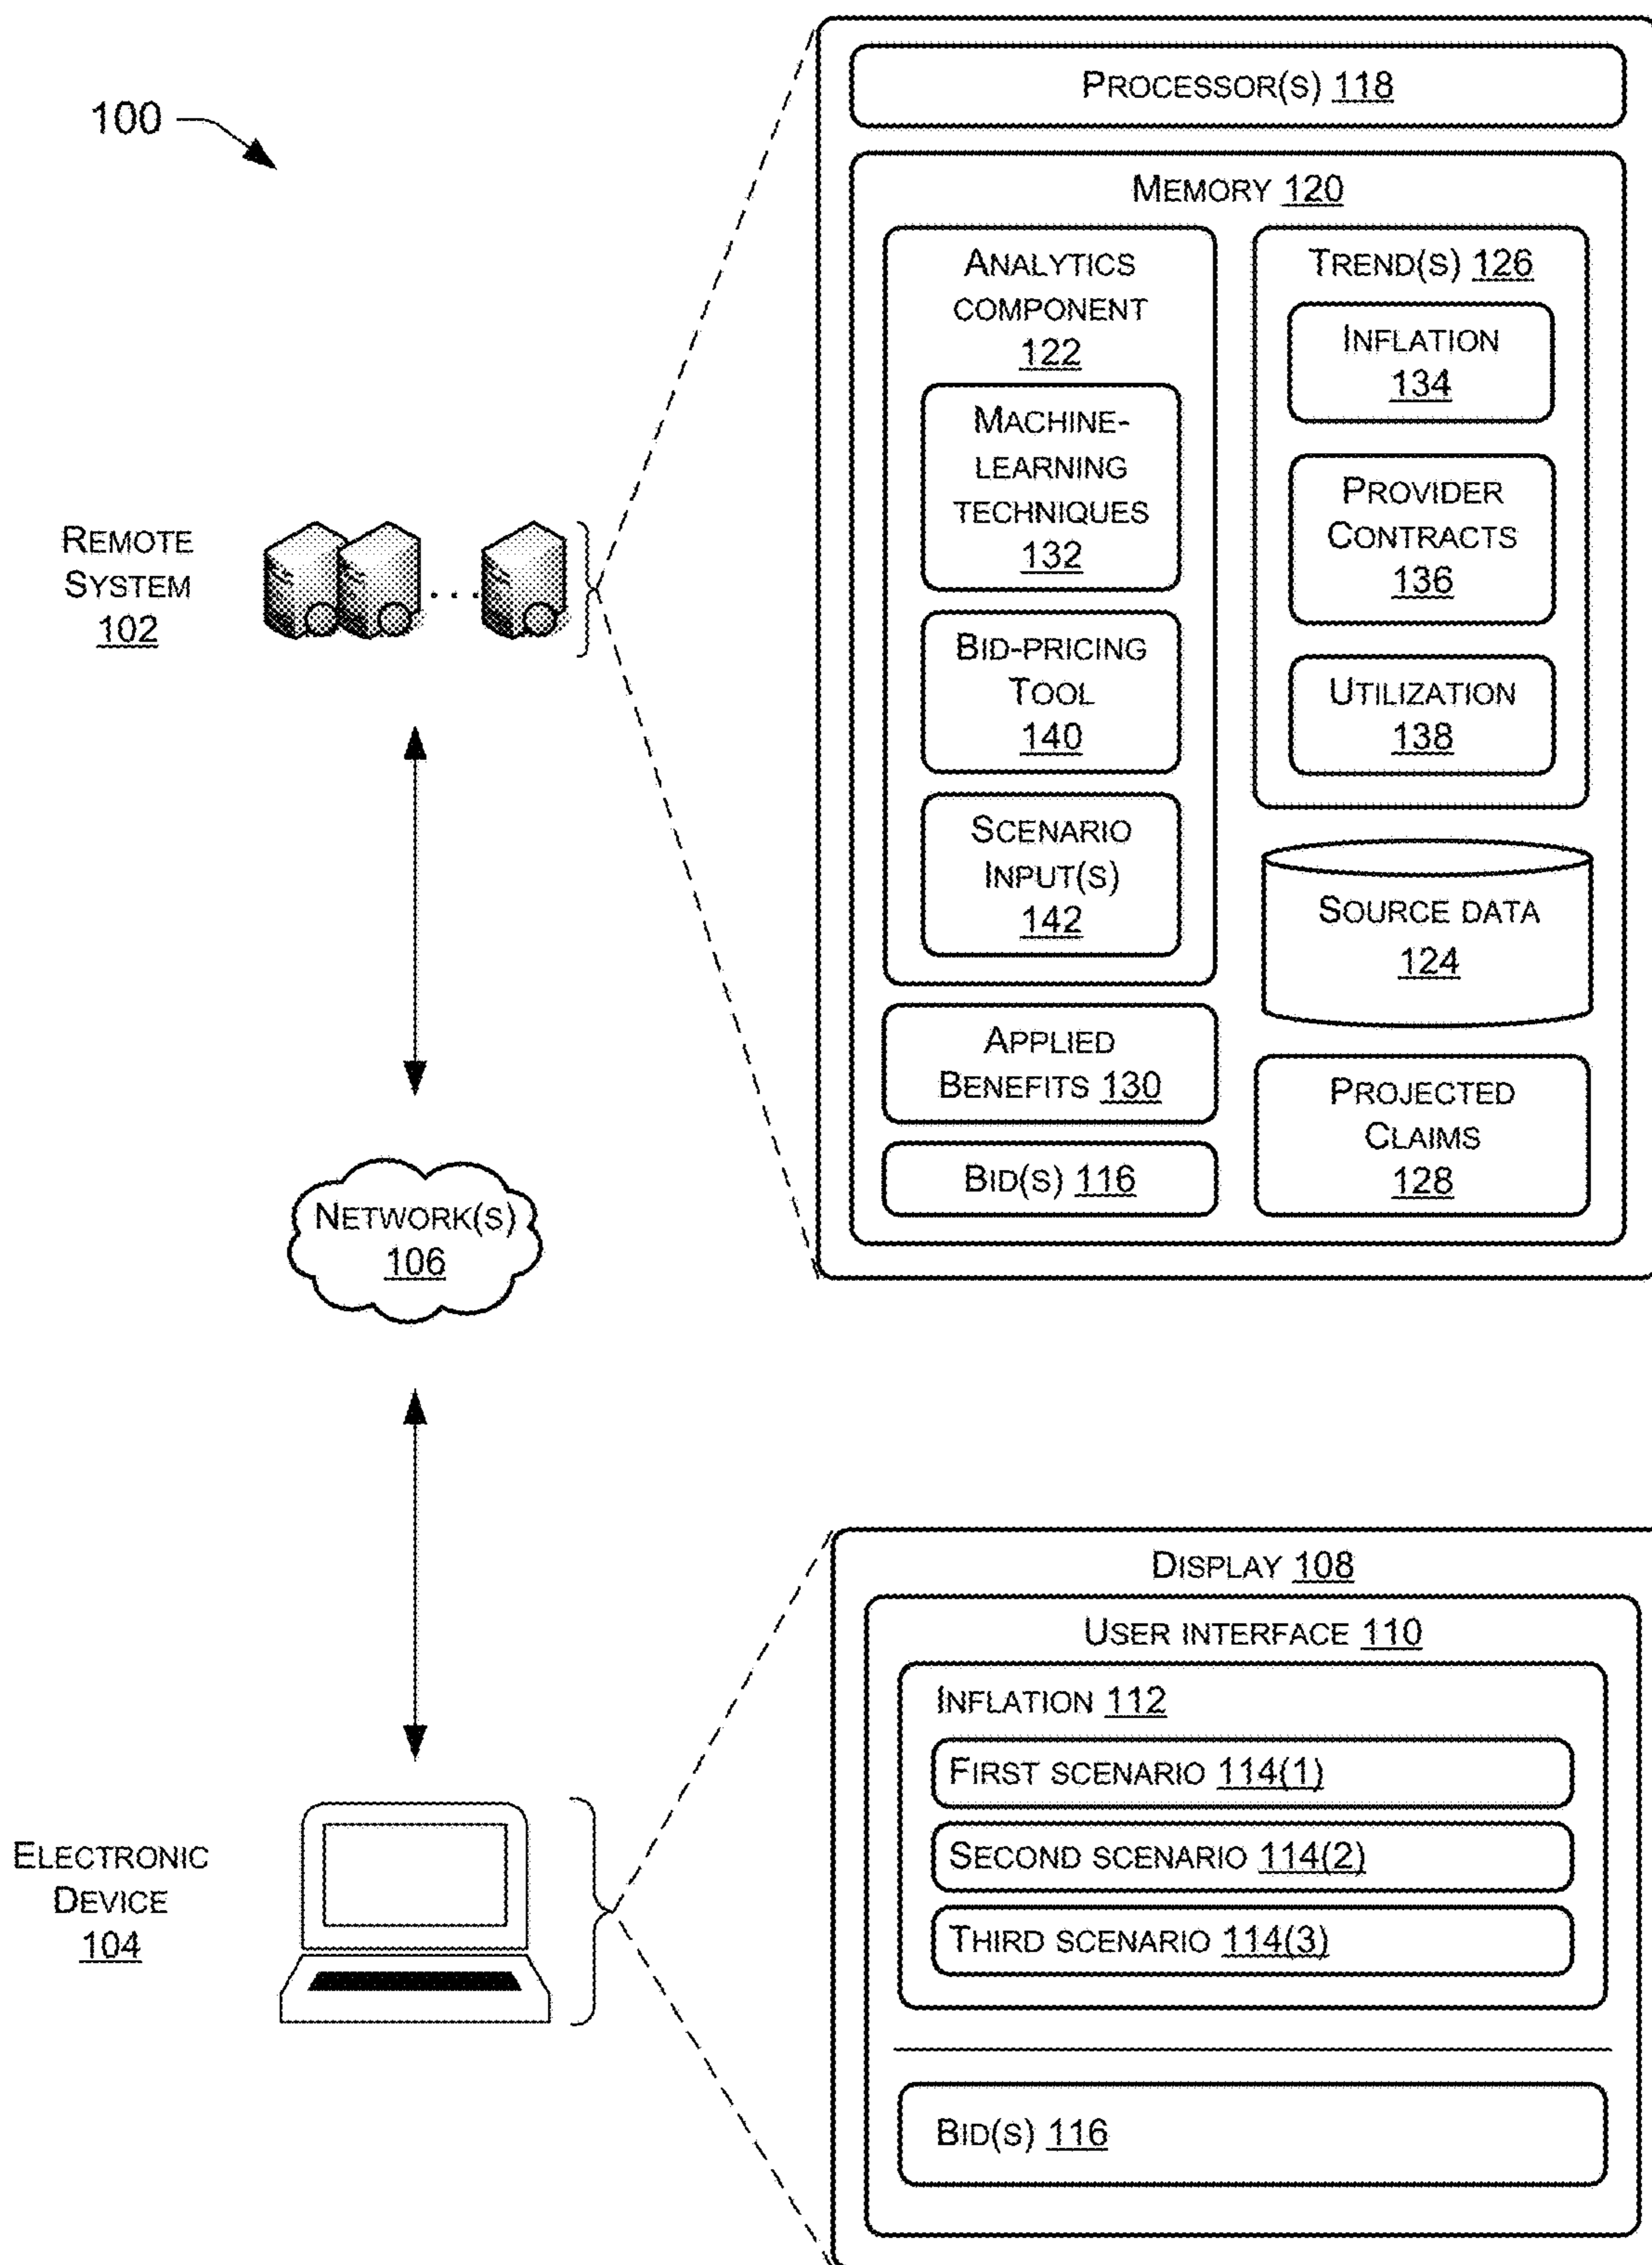 100
PROCESSOR(S) 118
MEMORY 120
ANALYTICS
COMPONENT
122
MACHINE-
LEARNING
TECHNIQUES
132
BID-PRICING
TOOL
140
SCENARIO
INPUT(S)
142
APPLIED
BENEFITS 130
BID(S) 116
TREND(S) 126
INFLATION
134
PROVIDER
CONTRACTS
136
UTILIZATION
138
SOURCE DATA
124
PROJECTED
CLAIMS
128
REMOTE
SYSTEM
102
NETWORK(S)
106
ELECTRONIC
DEVICE
104
DISPLAY 108
USER INTERFACE 110
INFLATION 112
FIRST SCENARIO 114(1)
SECOND SCENARIO 114(2)
THIRD SCENARIO 114(3)
BID(S) 116